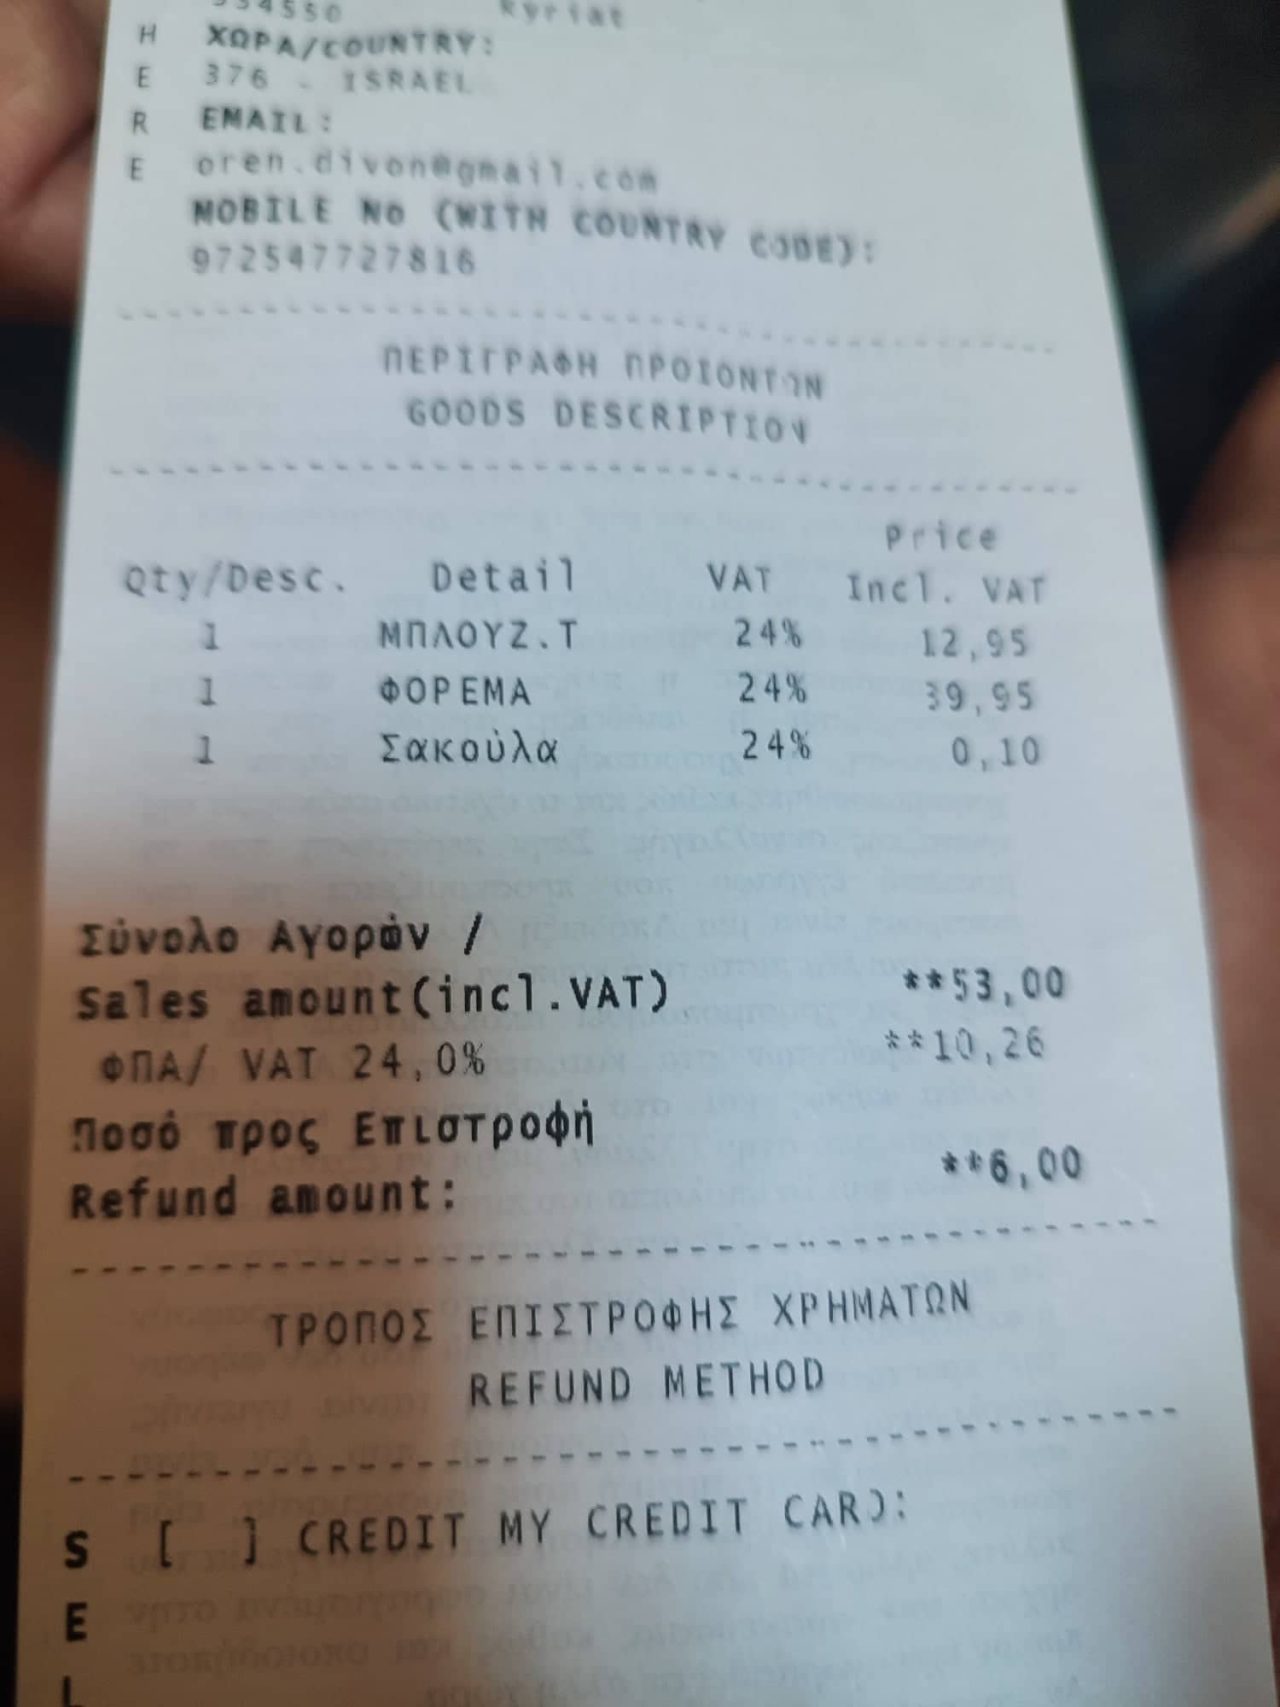 34550 Kyriat
H ΧΩΡΑ/COUNTRY:
E 376 - ISRAEL
R EMAIL:
E oren.divon@gmail.com
MOBILE No (WITH COUNTRY CODE):
972547727816
ΠΕΡΙΓΡΑΦΗ ΠΡΟΙΟΝΤΩΝ
GOODS DESCRIPTION
Price
Qty/Desc. Detail VAT Incl. VAT
1 ΜΠΛΟΥΖ.Τ 24% 12,95
1 ΦΟΡΕΜΑ 24% 39,95
1 Σακούλα 24% 0,10
Σύνολο Αγορών /
Sales amount(incl.VAT) **53,00
ΦΠΑ/ VAT 24,0% **10,26
Ποσό προς Επιστροφή
Refund amount: **6,00
ΤΡΟΠΟΣ ΕΠΙΣΤΡΟΦΗΣ ΧΡΗΜΑΤΩΝ
REFUND METHOD
S [ ] CREDIT MY CREDIT CARD:
E
L